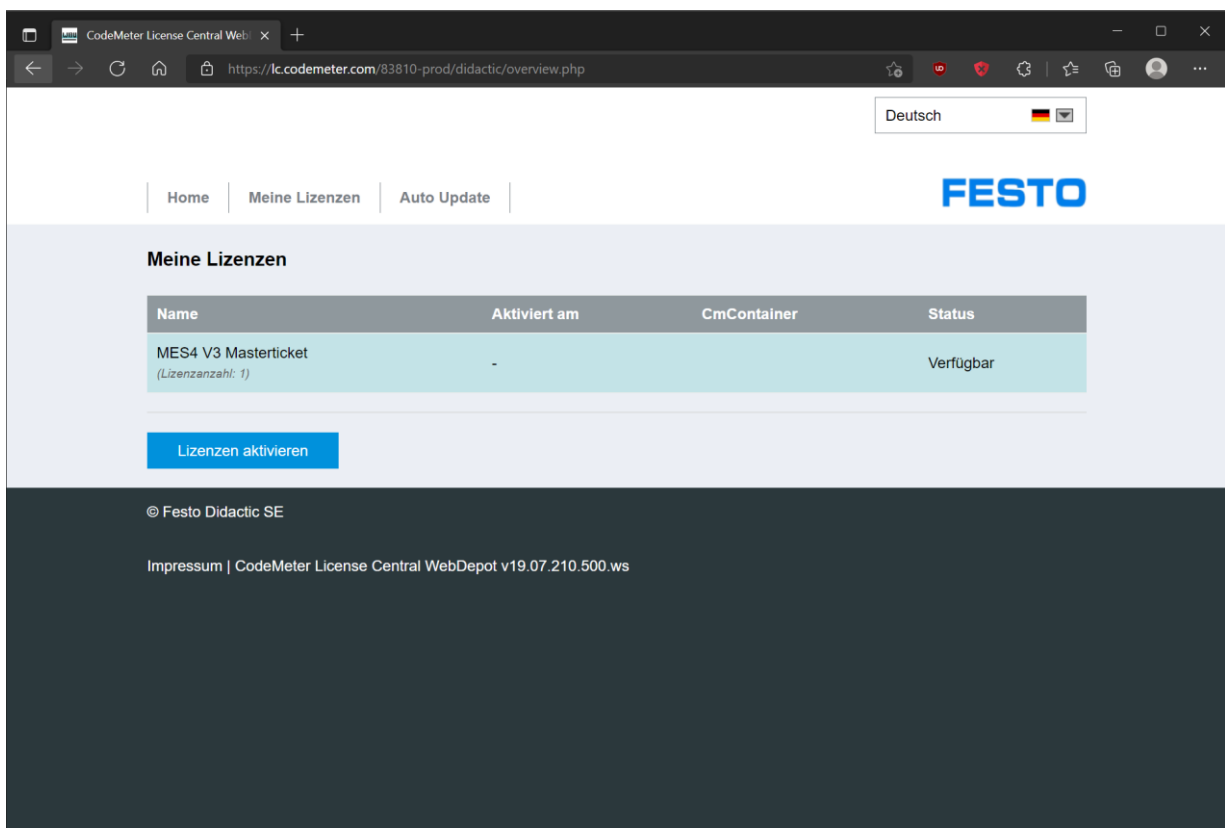 CodeMeter License Central Web
https://lc.codemeter.com/83810-prod/didactic/overview.php
Deutsch
Home Meine Lizenzen Auto Update
FESTO
Meine Lizenzen
Name Aktiviert am CmContainer Status
MES4 V3 Masterticket
(Lizenzanzahl: 1)
- Verfügbar
Lizenzen aktivieren
© Festo Didactic SE
Impressum | CodeMeter License Central WebDepot v19.07.210.500.ws